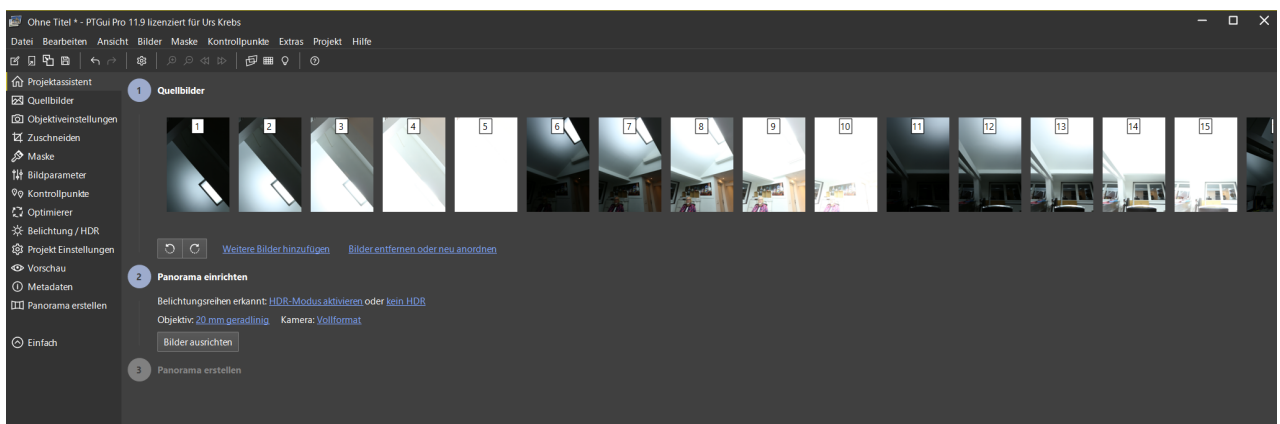 Ohne Titel * - PTGui Pro 11.9 lizenziert für Urs Krebs
Datei Bearbeiten Ansicht Bilder Maske Kontrollpunkte Extras Projekt Hilfe
Projektassistent
Quellbilder
Objektiveinstellungen
Zuschneiden
Maske
Bildparameter
Kontrollpunkte
Optimierer
Belichtung / HDR
Projekt Einstellungen
Vorschau
Metadaten
Panorama erstellen
Einfach
1 Quellbilder
1 2 3 4 5 6 7 8 9 10 11 12 13 14 15
Weitere Bilder hinzufügen Bilder entfernen oder neu anordnen
2 Panorama einrichten
Belichtungsreihen erkannt: HDR-Modus aktivieren oder kein HDR
Objektiv: 20 mm geradlinig Kamera: Vollformat
Bilder ausrichten
3 Panorama erstellen